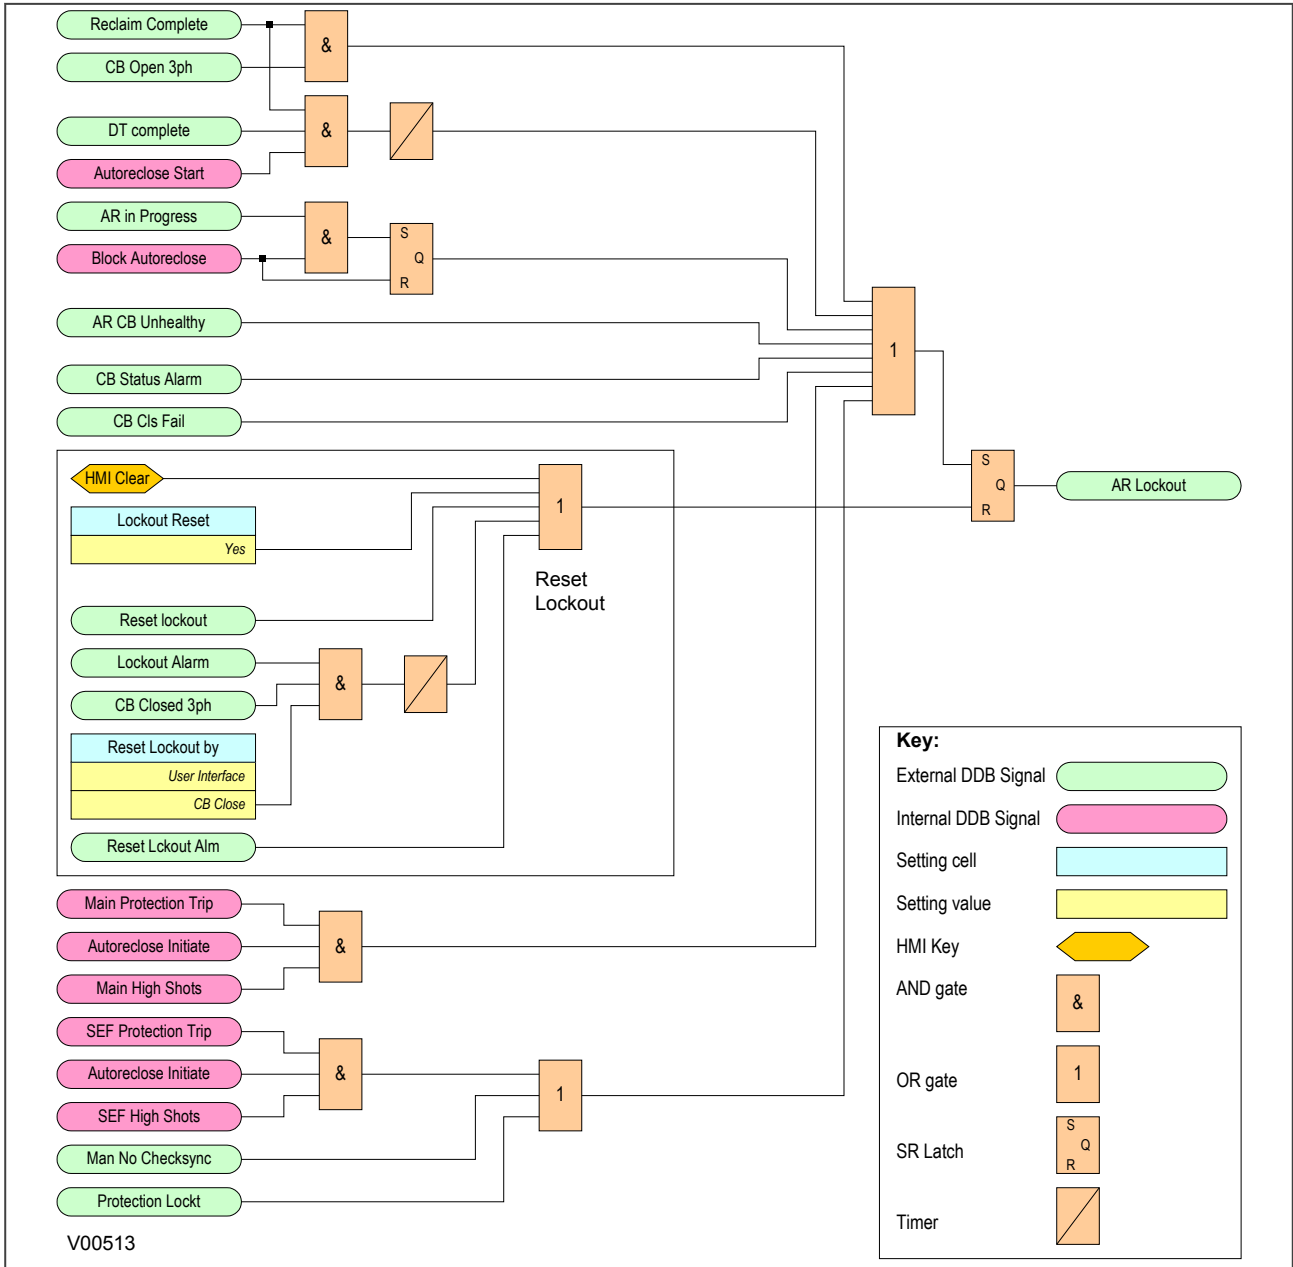 Reclaim Complete
&
CB Open 3ph
DT complete
&
Autoreclose Start
AR in Progress
&
S
Q
R
Block Autoreclose
AR CB Unhealthy
1
CB Status Alarm
CB Cls Fail
HMI Clear
1
S
Q
R
AR Lockout
Lockout Reset
Yes
Reset
Lockout
Reset lockout
Lockout Alarm
&
CB Closed 3ph
Reset Lockout by
User Interface
CB Close
Reset Lckout Alm
Main Protection Trip
Autoreclose Initiate
&
Main High Shots
SEF Protection Trip
Autoreclose Initiate
&
1
SEF High Shots
Man No Checksync
Protection Lockt
V00513
Key:
External DDB Signal
Internal DDB Signal
Setting cell
Setting value
HMI Key
AND gate
&
OR gate
1
SR Latch
S
Q
R
Timer